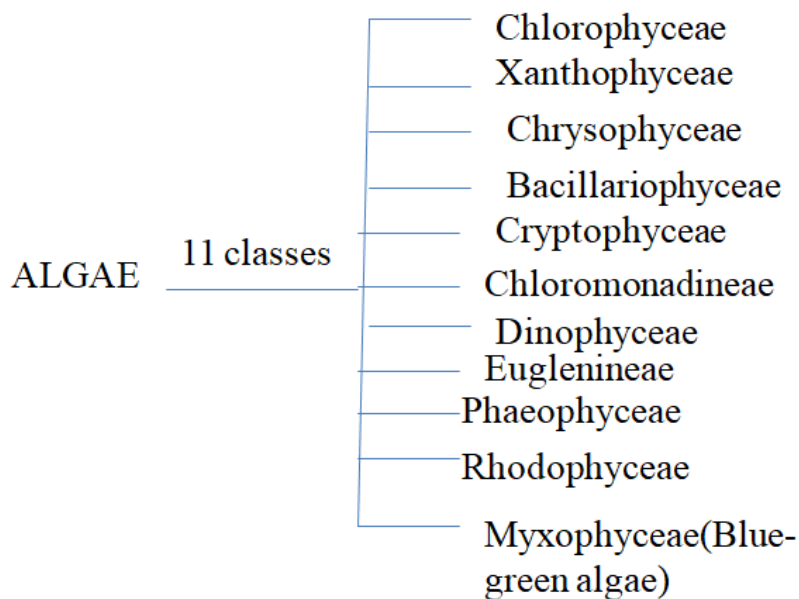 Chlorophyceae
Xanthophyceae
Chrysophyceae
Bacillariophyceae
Cryptophyceae
11 classes
ALGAE
Chloromonadineae
Dinophyceae
Euglenineae
Phaeophyceae
Rhodophyceae
Myxophyceae(Blue-
green algae)